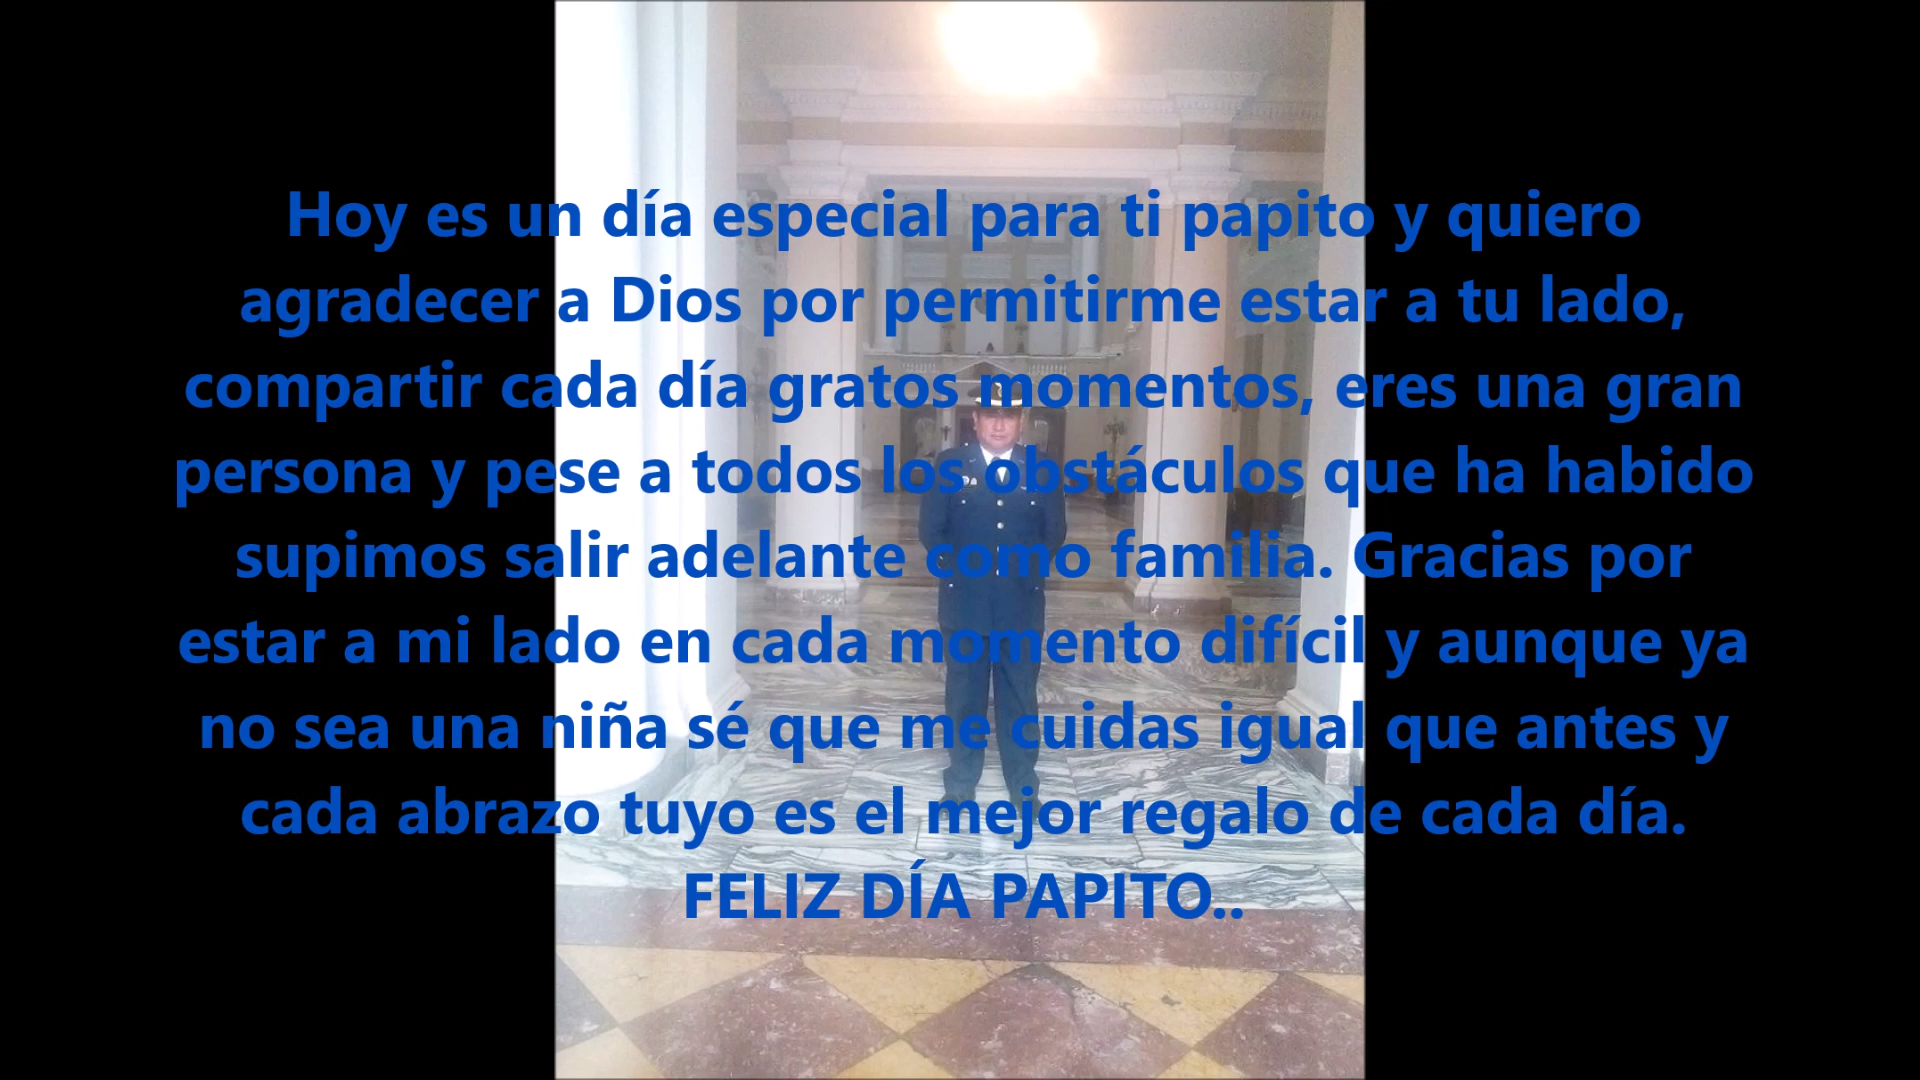 Hoy es un día especial para ti papito y quiero
agradecer a Dios por permitirme estar a tu lado,
compartir cada día gratos momentos, eres una gran
persona y pese a todos los obstáculos que ha habido
supimos salir adelante como familia. Gracias por
estar a mi lado en cada momento difícil y aunque ya
no sea una niña sé que me cuidas igual que antes y
cada abrazo tuyo es el mejor regalo de cada día.
FELIZ DÍA PAPITO..